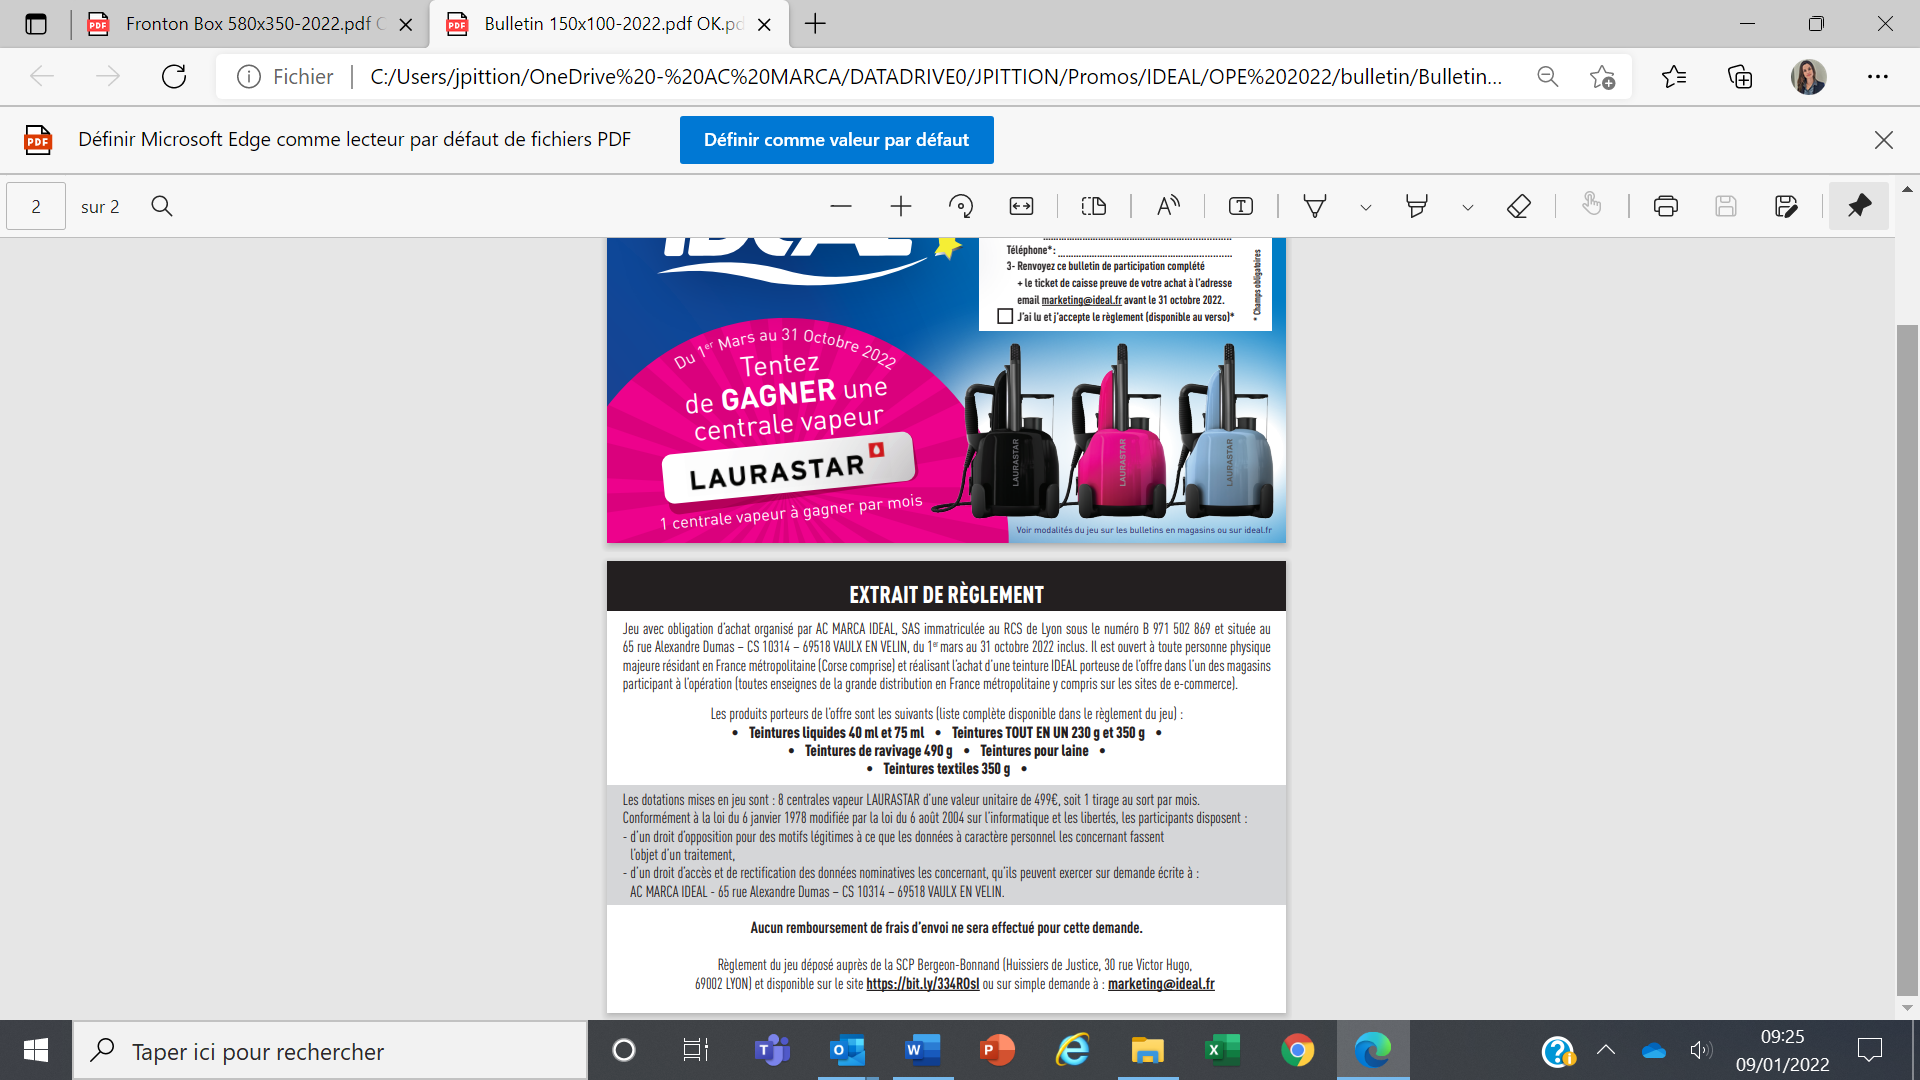 Fronton Box 580x350-2022.pdf
Bulletin 150x100-2022.pdf OK.pd
Fichier
C:/Users/jpittion/OneDrive%20-%20AC%20MARCA/DATADRIVE0/JPITTION/Promos/IDEAL/OPE%202022/bulletin/Bulletin...
Définir Microsoft Edge comme lecteur par défaut de fichiers PDF
Définir comme valeur par défaut
2 sur 2
Téléphone*:
3- Renvoyez ce bulletin de participation complété
+ le ticket de caisse preuve de votre achat à l'adresse
email marketing@ideal.fr avant le 31 octobre 2022.
J'ai lu et j'accepte le règlement (disponible au verso)*
* Champs obligatoires
Du 1er Mars au 31 Octobre 2022
Tentez
de GAGNER une
centrale vapeur
LAURASTAR
1 centrale vapeur à gagner par mois
LAURASTAR
LAURASTAR
LAURASTAR
Voir modalités du jeu sur les bulletins en magasins ou sur ideal.fr
EXTRAIT DE RÈGLEMENT
Jeu avec obligation d'achat organisé par AC MARCA IDEAL, SAS immatriculée au RCS de Lyon sous le numéro B 971 502 869 et située au
65 rue Alexandre Dumas – CS 10314 – 69518 VAULX EN VELIN, du 1er mars au 31 octobre 2022 inclus. Il est ouvert à toute personne physique
majeure résidant en France métropolitaine (Corse comprise) et réalisant l'achat d'une teinture IDEAL porteuse de l'offre dans l'un des magasins
participant à l'opération (toutes enseignes de la grande distribution en France métropolitaine y compris sur les sites de e-commerce).
Les produits porteurs de l'offre sont les suivants (liste complète disponible dans le règlement du jeu) :
• Teintures liquides 40 ml et 75 ml • Teintures TOUT EN UN 230 g et 350 g •
• Teintures de ravivage 490 g • Teintures pour laine •
• Teintures textiles 350 g •
Les dotations mises en jeu sont : 8 centrales vapeur LAURASTAR d'une valeur unitaire de 499€, soit 1 tirage au sort par mois.
Conformément à la loi du 6 janvier 1978 modifiée par la loi du 6 août 2004 sur l'informatique et les libertés, les participants disposent :
- d'un droit d'opposition pour des motifs légitimes à ce que les données à caractère personnel les concernant fassent
l'objet d'un traitement,
- d'un droit d'accès et de rectification des données nominatives les concernant, qu'ils peuvent exercer sur demande écrite à :
AC MARCA IDEAL - 65 rue Alexandre Dumas – CS 10314 – 69518 VAULX EN VELIN.
Aucun remboursement de frais d'envoi ne sera effectué pour cette demande.
Règlement du jeu déposé auprès de la SCP Bergeon-Bonnand (Huissiers de Justice, 30 rue Victor Hugo,
69002 LYON) et disponible sur le site https://bit.ly/334ROsI ou sur simple demande à : marketing@ideal.fr
Taper ici pour rechercher
09:25
09/01/2022